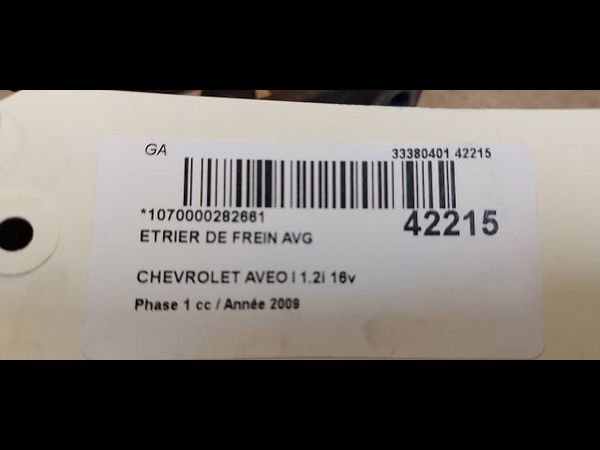 GA 33380401 42215
*1070000282661 42215
ETRIER DE FREIN AVG
CHEVROLET AVEO I 1.2i 16v
Phase 1 cc / Année 2009